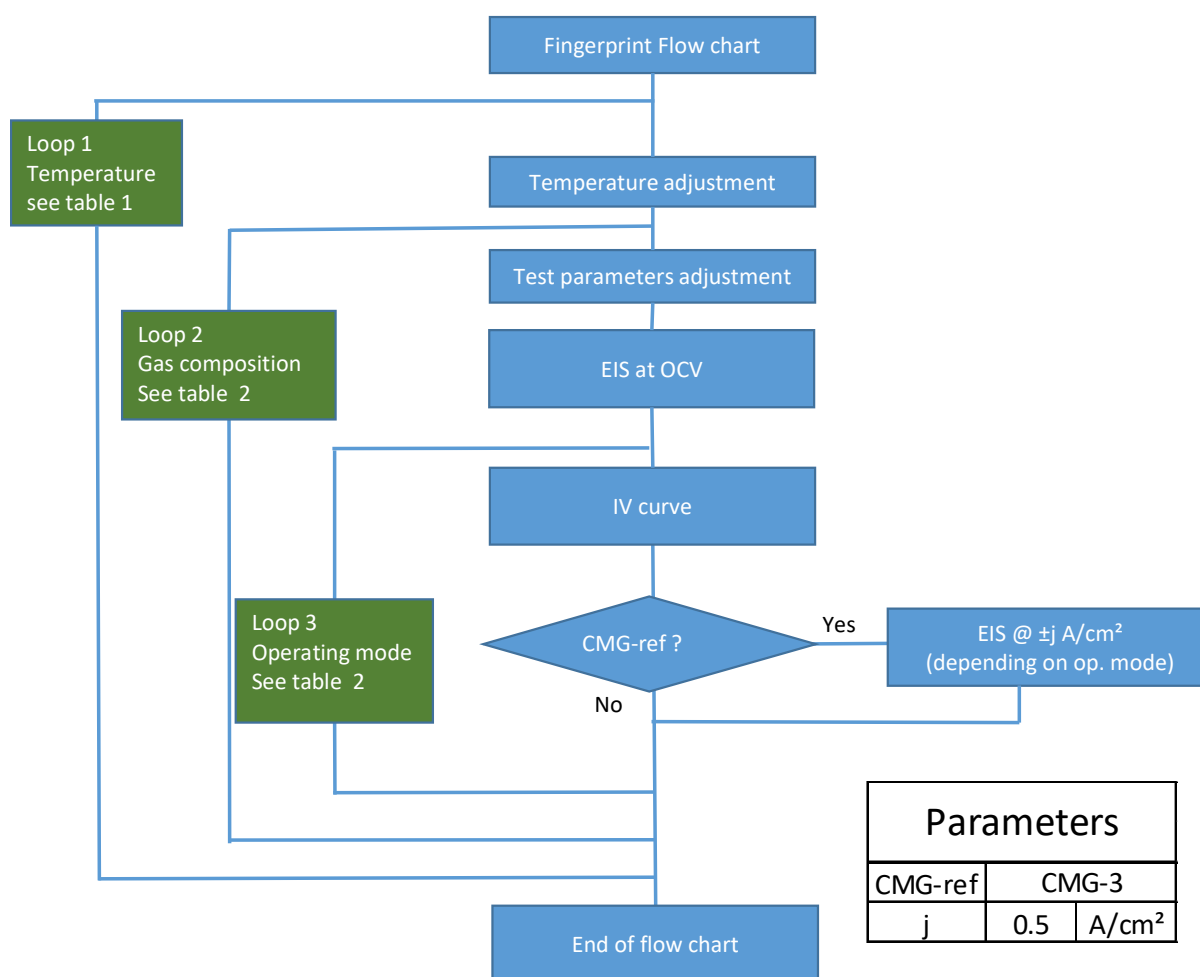 Fingerprint Flow chart
Loop 1
Temperature
see table 1
Temperature adjustment
Test parameters adjustment
Loop 2
Gas composition
See table  2
EIS at OCV
IV curve
Loop 3
Operating mode
See table  2
CMG-ref ?
Yes
EIS @ ±j A/cm²
(depending on op. mode)
No
Parameters
CMG-ref CMG-3
j 0.5 A/cm²
End of flow chart